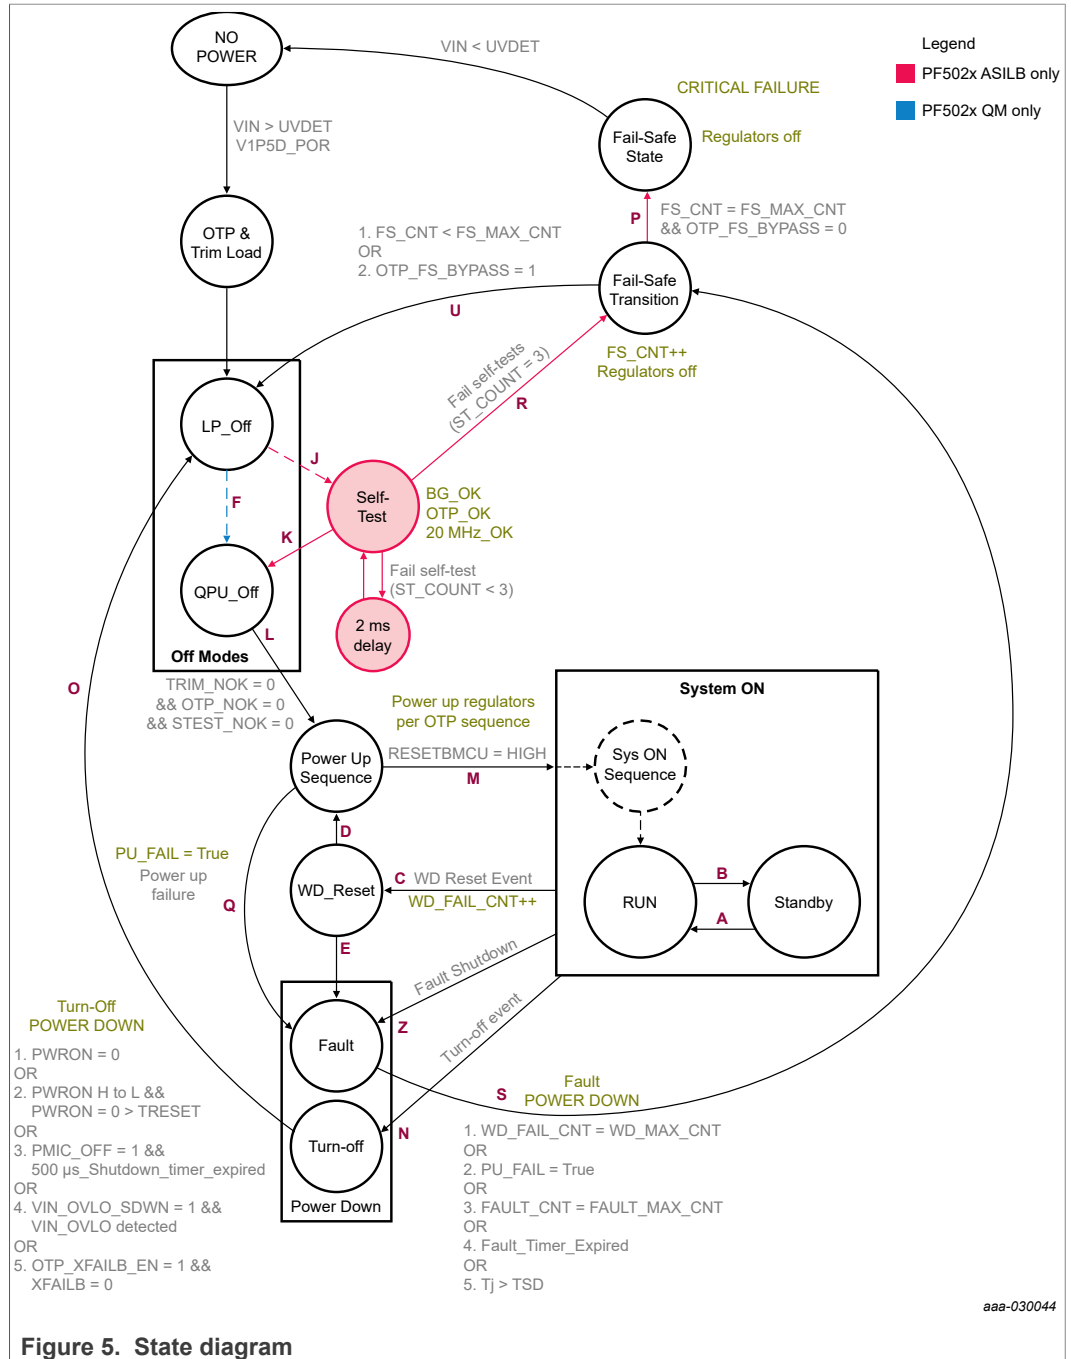 NO
POWER
VIN < UVDET
Legend
PF502x ASILB only
PF502x QM only
CRITICAL FAILURE
Fail-Safe
State
Regulators off
VIN > UVDET
V1P5D_POR
OTP &
Trim Load
P
FS_CNT = FS_MAX_CNT
&& OTP_FS_BYPASS = 0
1. FS_CNT < FS_MAX_CNT
OR
2. OTP_FS_BYPASS = 1
Fail-Safe
Transition
U
FS_CNT++
Regulators off
Fail self-tests
(ST_COUNT = 3)
R
LP_Off
J
F
Self-
Test
BG_OK
OTP_OK
20 MHz_OK
K
Fail self-test
(ST_COUNT < 3)
QPU_Off
2 ms
delay
L
Off Modes
O
TRIM_NOK = 0
&& OTP_NOK = 0
&& STEST_NOK = 0
Power up regulators
per OTP sequence
System ON
Power Up
Sequence
RESETBMCU = HIGH
M
Sys ON
Sequence
D
PU_FAIL = True
Power up
failure
Q
WD_Reset
C
WD Reset Event
WD_FAIL_CNT++
RUN
B
A
Standby
E
Fault Shutdown
Z
Turn-off event
Fault
Turn-Off
POWER DOWN
1. PWRON = 0
OR
2. PWRON H to L &&
PWRON = 0 > TRESET
OR
3. PMIC_OFF = 1 &&
500 µs_Shutdown_timer_expired
OR
4. VIN_OVLO_SDWN = 1 &&
VIN_OVLO detected
OR
5. OTP_XFAILB_EN = 1 &&
XFAILB = 0
N
Turn-off
Power Down
S
Fault
POWER DOWN
1. WD_FAIL_CNT = WD_MAX_CNT
OR
2. PU_FAIL = True
OR
3. FAULT_CNT = FAULT_MAX_CNT
OR
4. Fault_Timer_Expired
OR
5. Tj > TSD
aaa-030044
Figure 5. State diagram